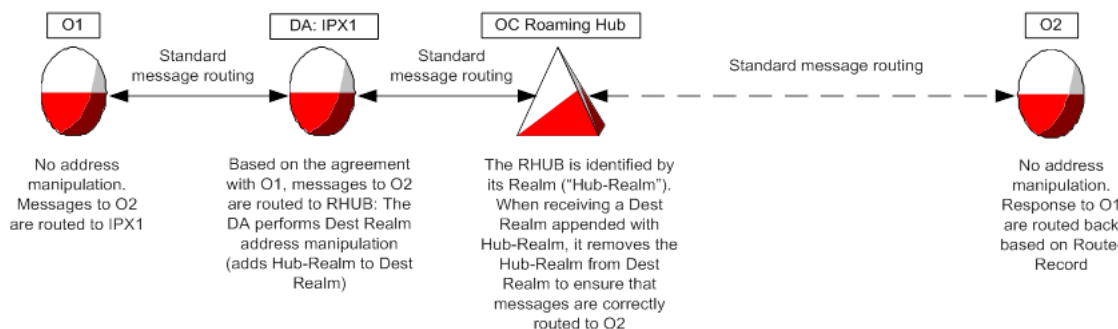 O1
DA: IPX1
OC Roaming Hub
O2
Standard
message routing
Standard
message routing
Standard message routing
No address
manipulation.
Messages to O2
are routed to IPX1
Based on the agreement
with O1, messages to O2
are routed to RHUB: The
DA performs Dest Realm
address manipulation
(adds Hub-Realm to Dest
Realm)
The RHUB is identified by
its Realm (“Hub-Realm”).
When receiving a Dest
Realm appended with
Hub-Realm, it removes the
Hub-Realm from Dest
Realm to ensure that
messages are correctly
routed to O2
No address
manipulation.
Response to O1
are routed back
based on Route
Record